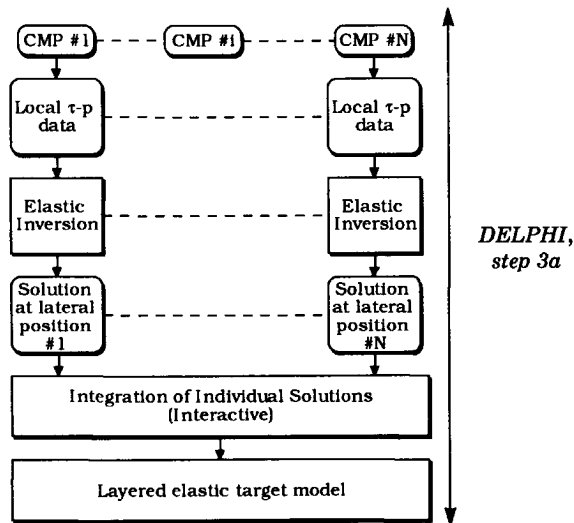 CMP #1
CMP #i
CMP #N
Local τ-p
data
Local τ-p
data
Elastic
Inversion
Elastic
Inversion
Solution
at lateral
position
#1
Solution
at lateral
position
#N
DELPHI,
step 3a
Integration of Individual Solutions
(Interactive)
Layered elastic target model